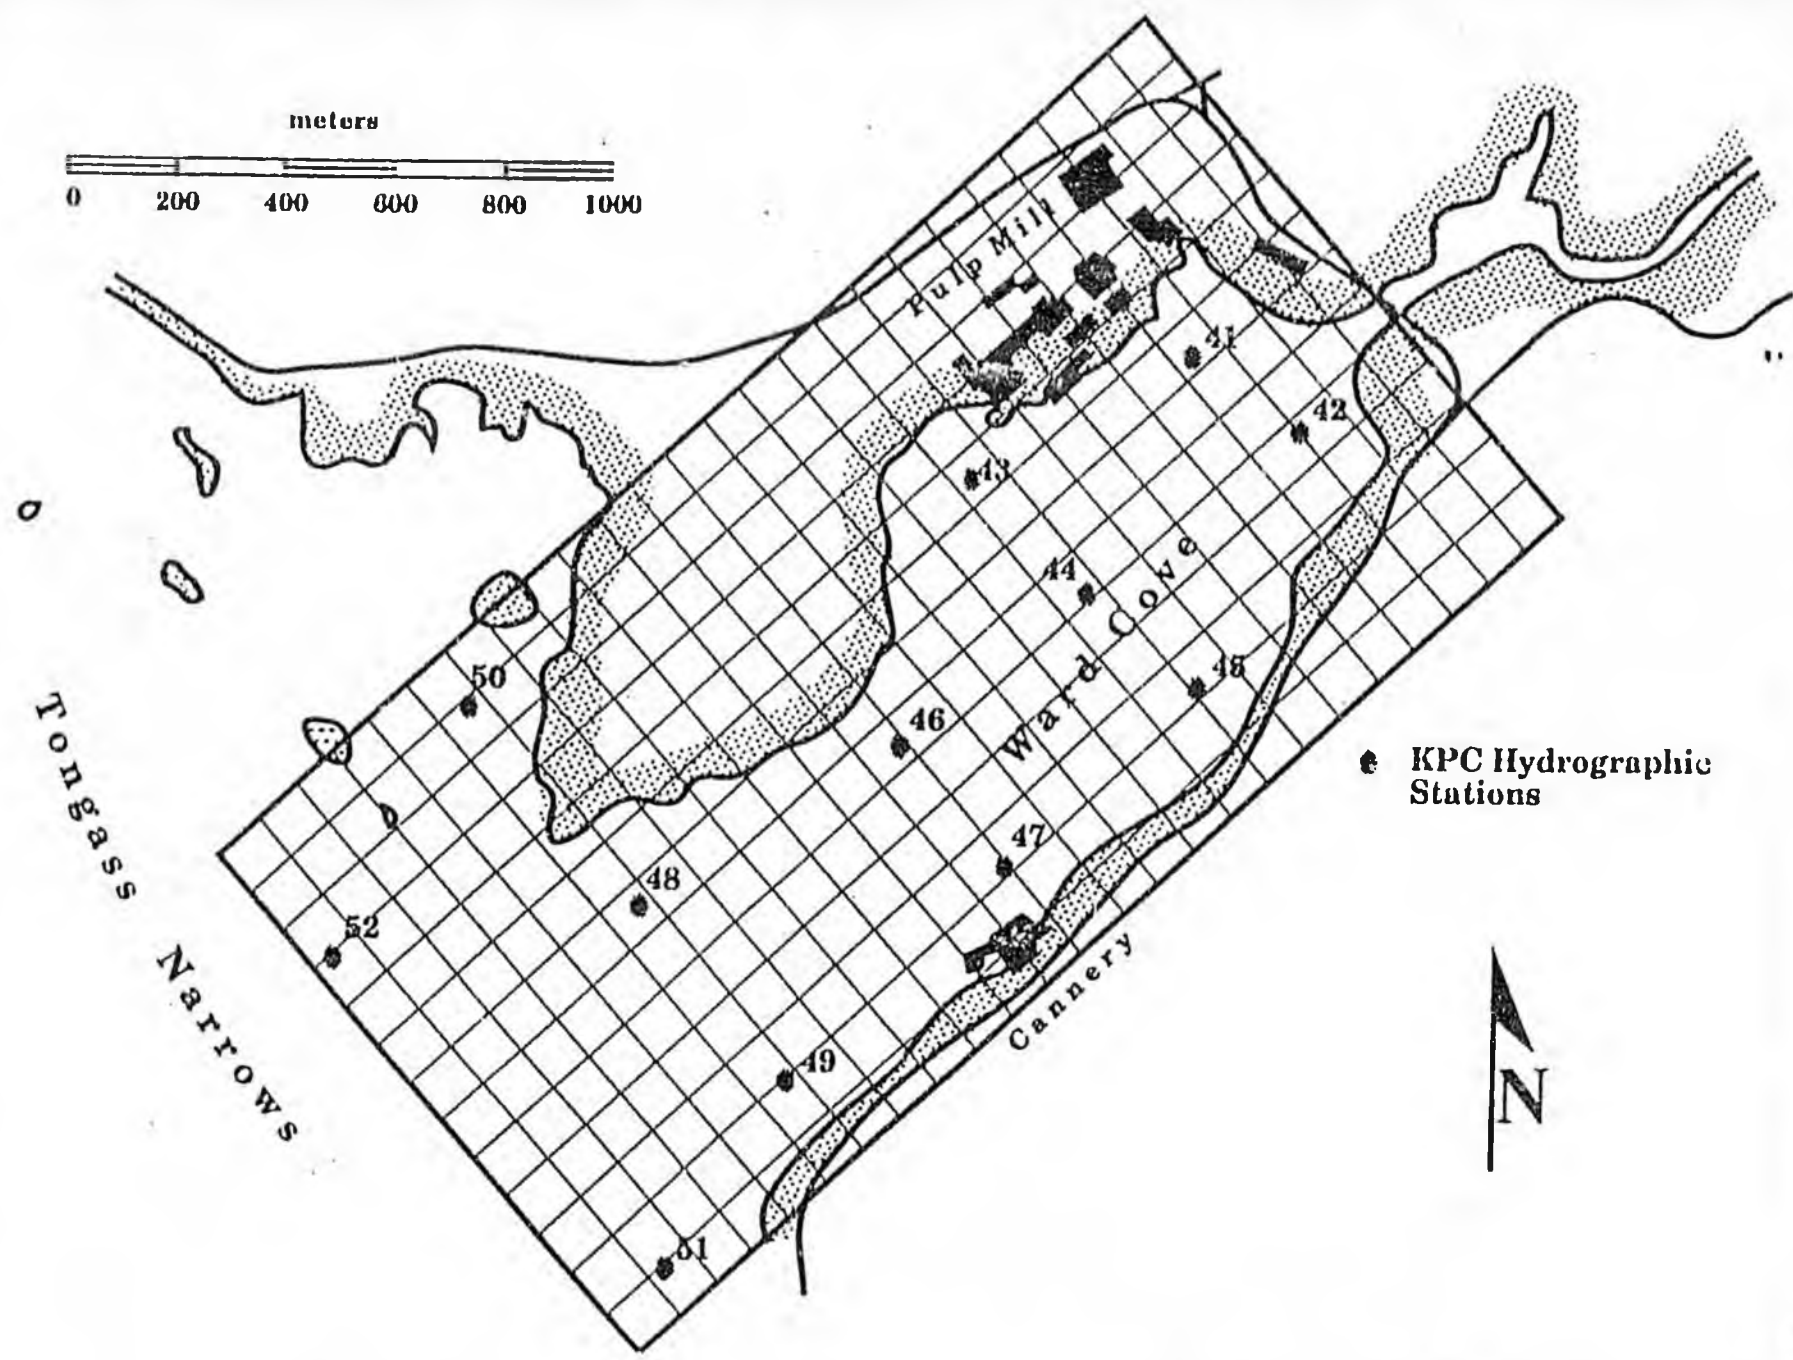 meters
0 200 400 600 800 1000
Pulp Mill
41
42
43
44
Ward Cove
45
50
46
KPC Hydrographic
Stations
47
48
52
Tongass Narrows
Cannery
49
N
51